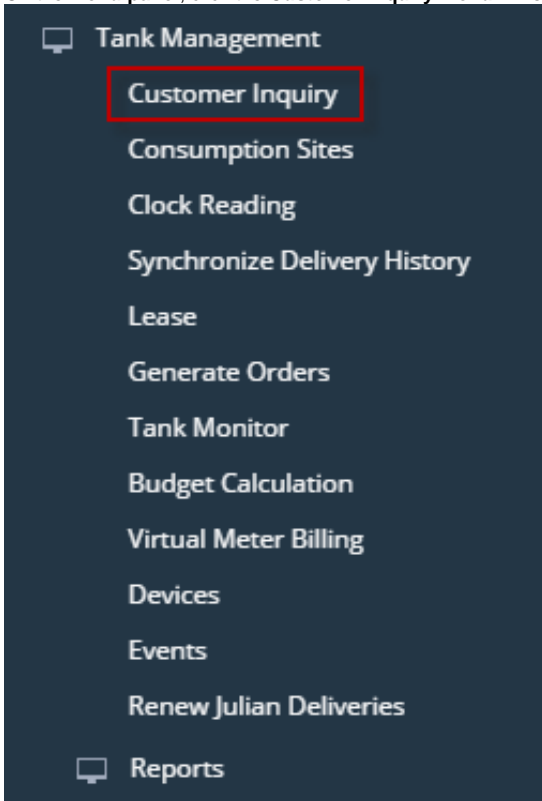 Tank Management
Customer Inquiry
Consumption Sites
Clock Reading
Synchronize Delivery History
Lease
Generate Orders
Tank Monitor
Budget Calculation
Virtual Meter Billing
Devices
Events
Renew Julian Deliveries
Reports